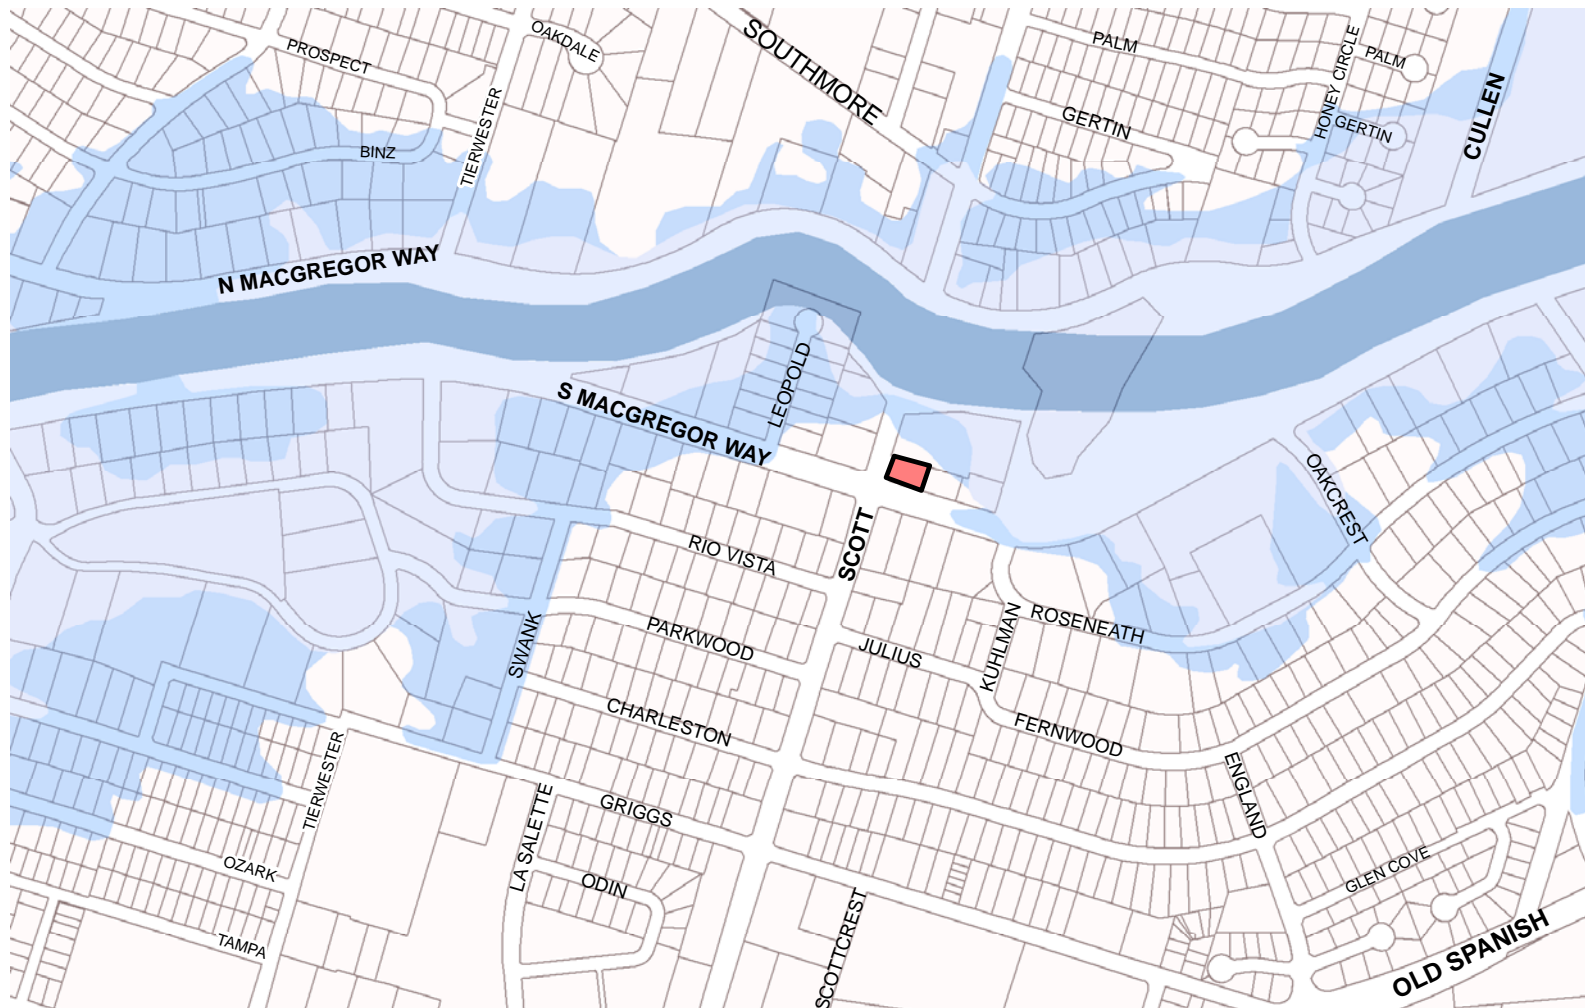 OAKDALE
PROSPECT
SOUTHMORE
PALM
PALM
HONEY CIRCLE
CULLEN
TIERWESTER
GERTIN
GERTIN
BINZ
N MACGREGOR WAY
LEOPOLD
S MACGREGOR WAY
OAKCREST
SCOTT
RIO VISTA
ROSENEATH
KUHLMAN
SWANK
PARKWOOD
JULIUS
CHARLESTON
FERNWOOD
TIERWESTER
ENGLAND
LA SALETTE
GRIGGS
OZARK
ODIN
GLEN COVE
SCOTTCREST
TAMPA
OLD SPANISH